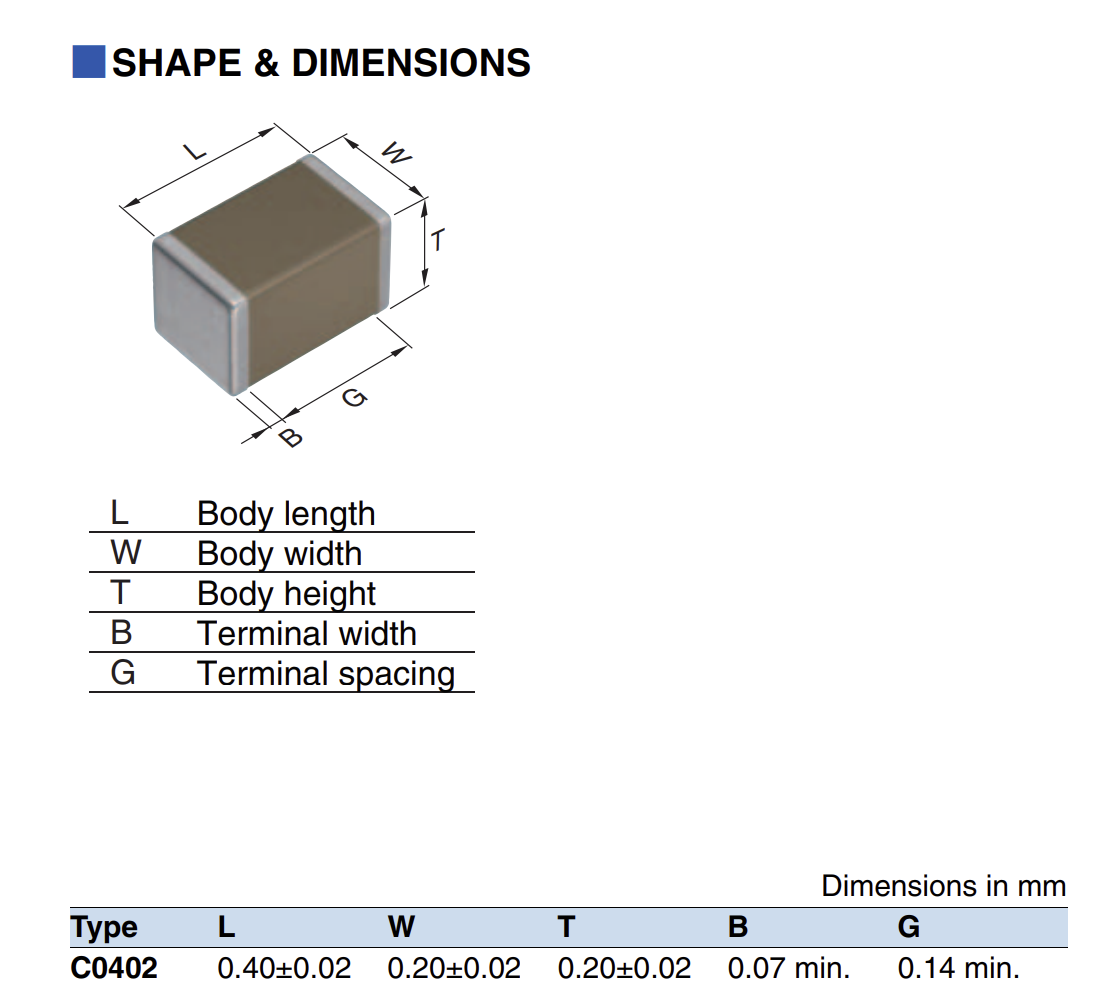 SHAPE & DIMENSIONS
L
W
T
G
B
L Body length
W Body width
T Body height
B Terminal width
G Terminal spacing
Dimensions in mm
Type L W T B G
C0402 0.40±0.02 0.20±0.02 0.20±0.02 0.07 min. 0.14 min.